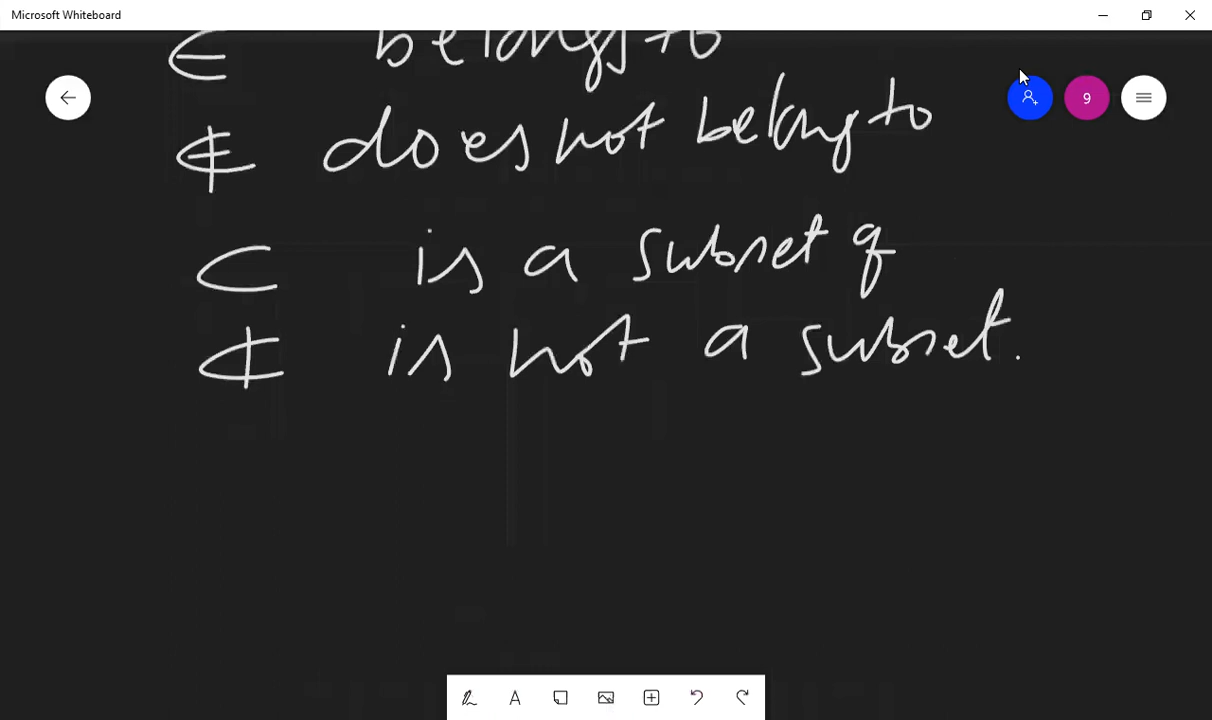 Microsoft Whiteboard
∈ belongs to
∉ does not belong to
9
⊂ is a subset of
⊄ is not a subset.
A